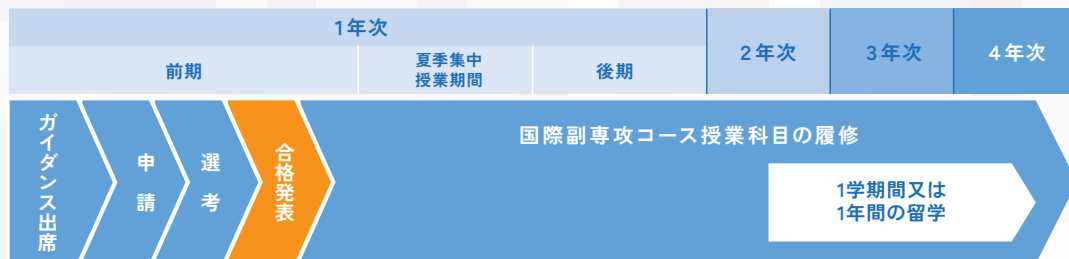 1年次
2年次
3年次
4年次
前期
夏季集中
授業期間
後期
ガイダンス出席
申請
選考
合格発表
国際副専攻コース授業科目の履修
1学期間又は
1年間の留学